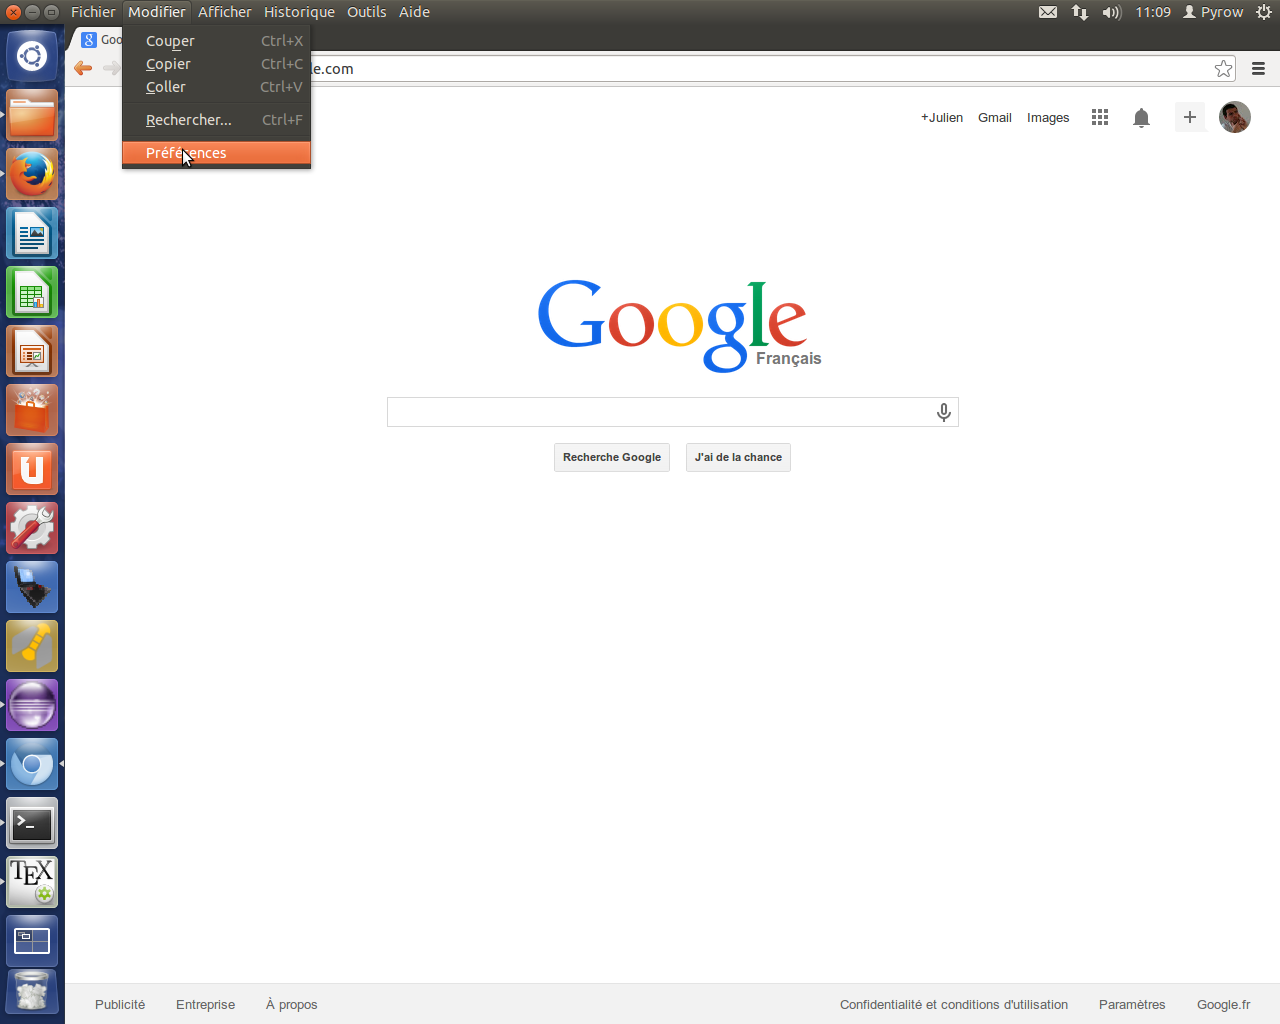 Fichier Modifier Afficher Historique Outils Aide 11:09 Pyrow
Goo
Couper Ctrl+X
Copier Ctrl+C
Coller Ctrl+V
Rechercher... Ctrl+F
Préférences
le.com
+Julien Gmail Images
Google
Français
Recherche Google J'ai de la chance
TEX
Publicité Entreprise À propos Confidentialité et conditions d'utilisation Paramètres Google.fr